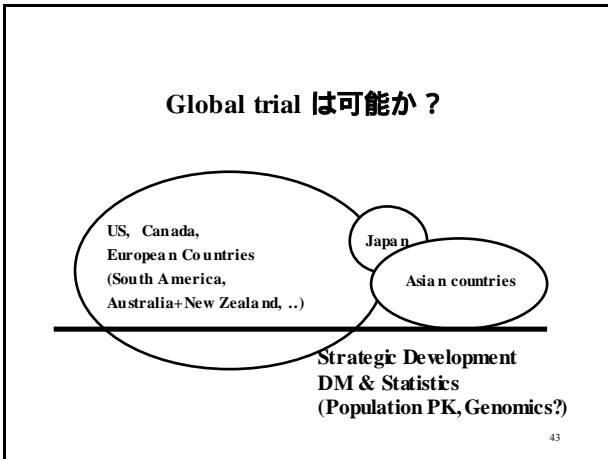 Global trial は可能か？
US, Canada,
European Countries
(South America,
Australia+New Zealand, ..)
Japan
Asian countries
Strategic Development
DM & Statistics
(Population PK, Genomics?)
43